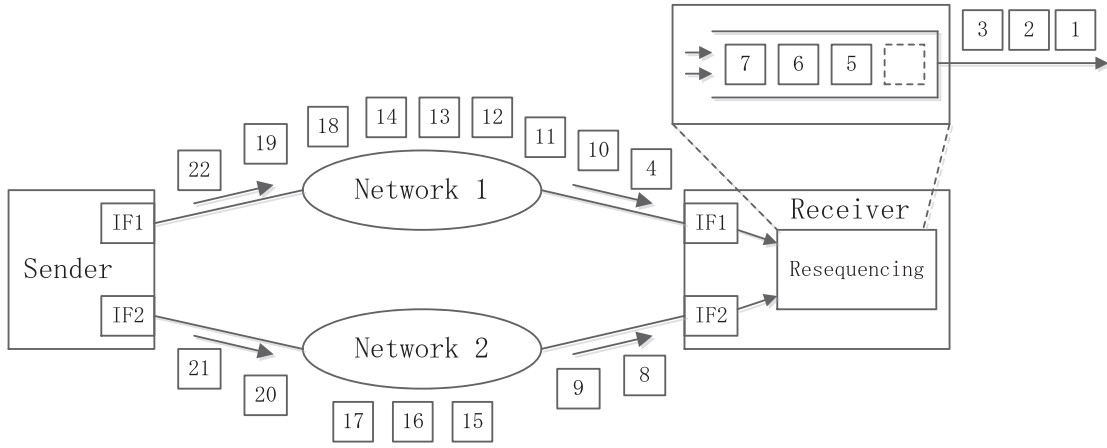 3 2 1
7 6 5
14 13 12
18
11
19
10
22
4
Network 1
IF1
IF1
Receiver
Sender
Resequencing
IF2
IF2
Network 2
21
20
9
8
17 16 15